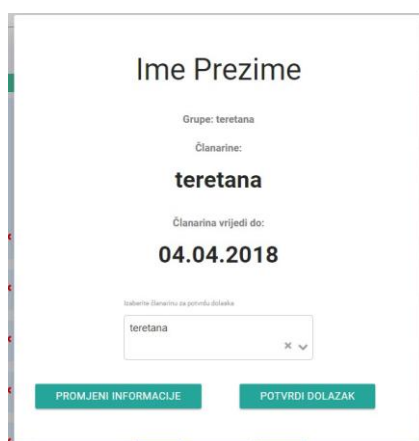 Ime Prezime
Grupe: teretana
Članarine:
teretana
Članarina vrijedi do:
04.04.2018
Izaberite članarinu za potvrdu dolaska
teretana
PROMJENI INFORMACIJE
POTVRDI DOLAZAK